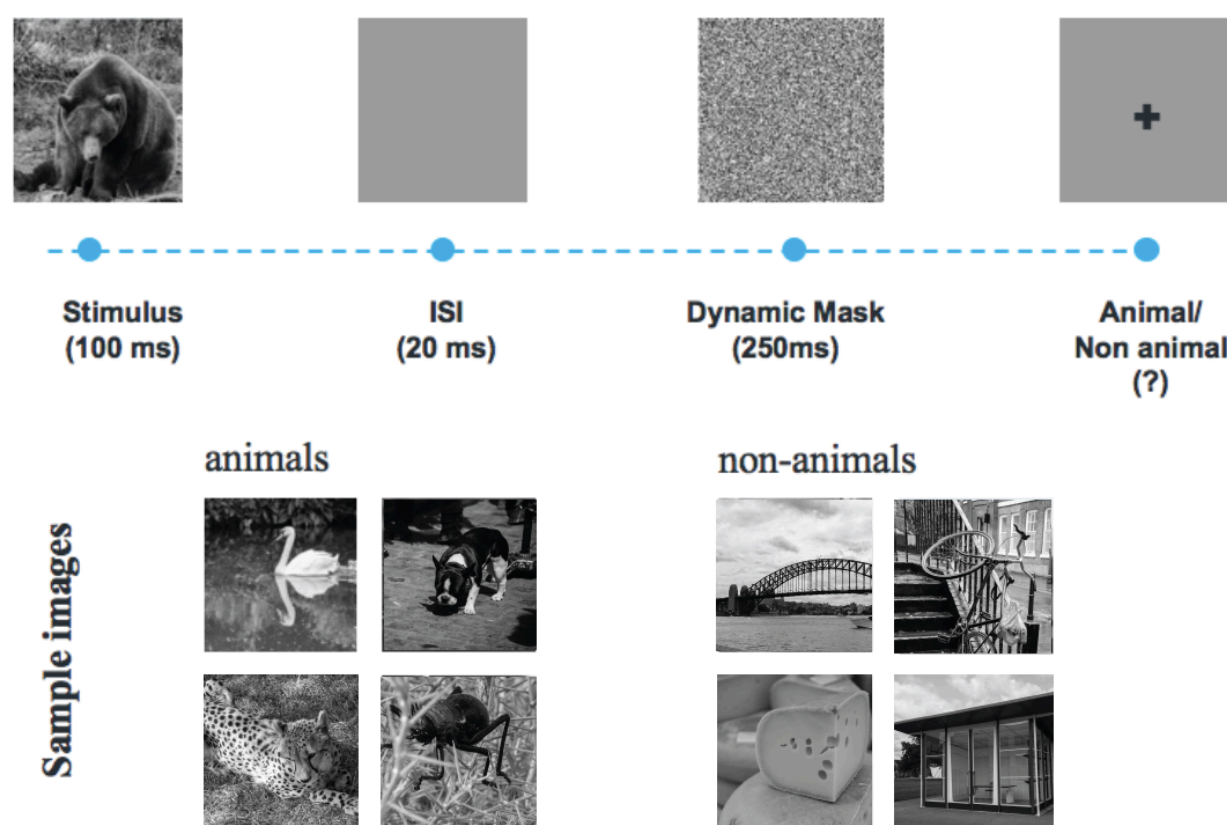 Stimulus
(100 ms)
ISI
(20 ms)
Dynamic Mask
(250ms)
Animal/
Non animal
(?)
animals
non-animals
Sample images